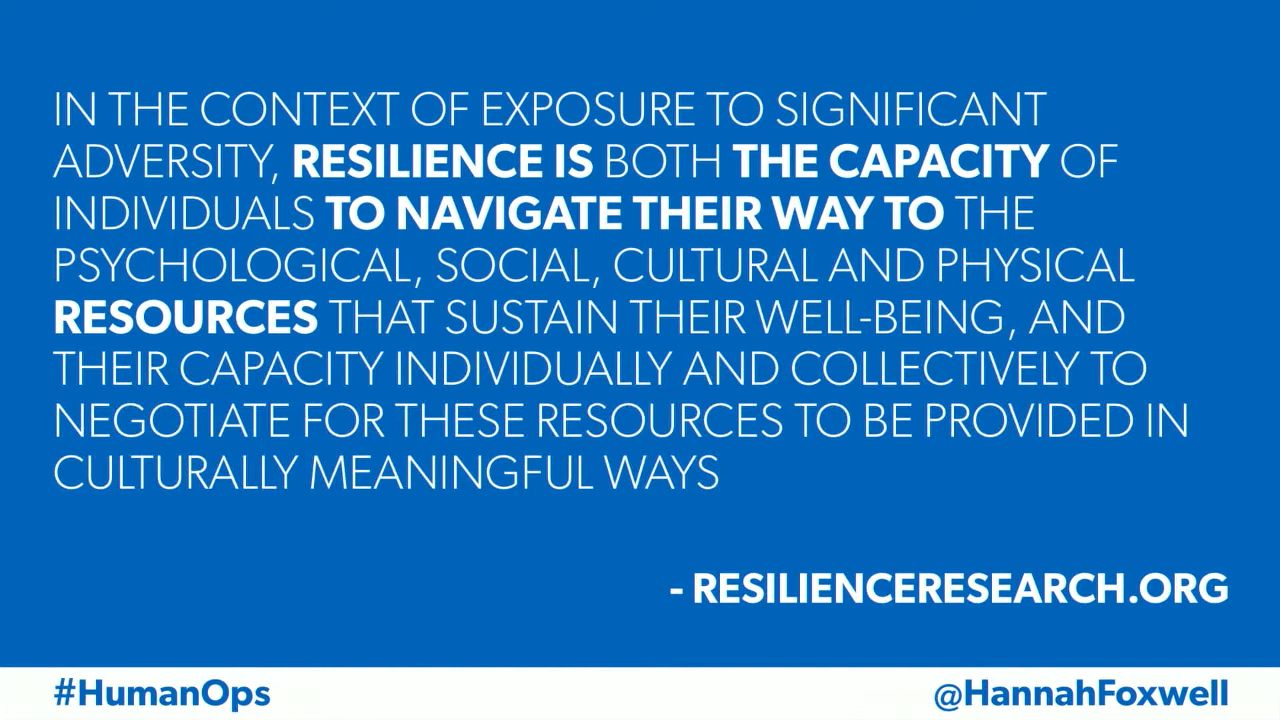 IN THE CONTEXT OF EXPOSURE TO SIGNIFICANT
ADVERSITY, RESILIENCE IS BOTH THE CAPACITY OF
INDIVIDUALS TO NAVIGATE THEIR WAY TO THE
PSYCHOLOGICAL, SOCIAL, CULTURAL AND PHYSICAL
RESOURCES THAT SUSTAIN THEIR WELL-BEING, AND
THEIR CAPACITY INDIVIDUALLY AND COLLECTIVELY TO
NEGOTIATE FOR THESE RESOURCES TO BE PROVIDED IN
CULTURALLY MEANINGFUL WAYS
- RESILIENCERESEARCH.ORG
#HumanOps
@HannahFoxwell